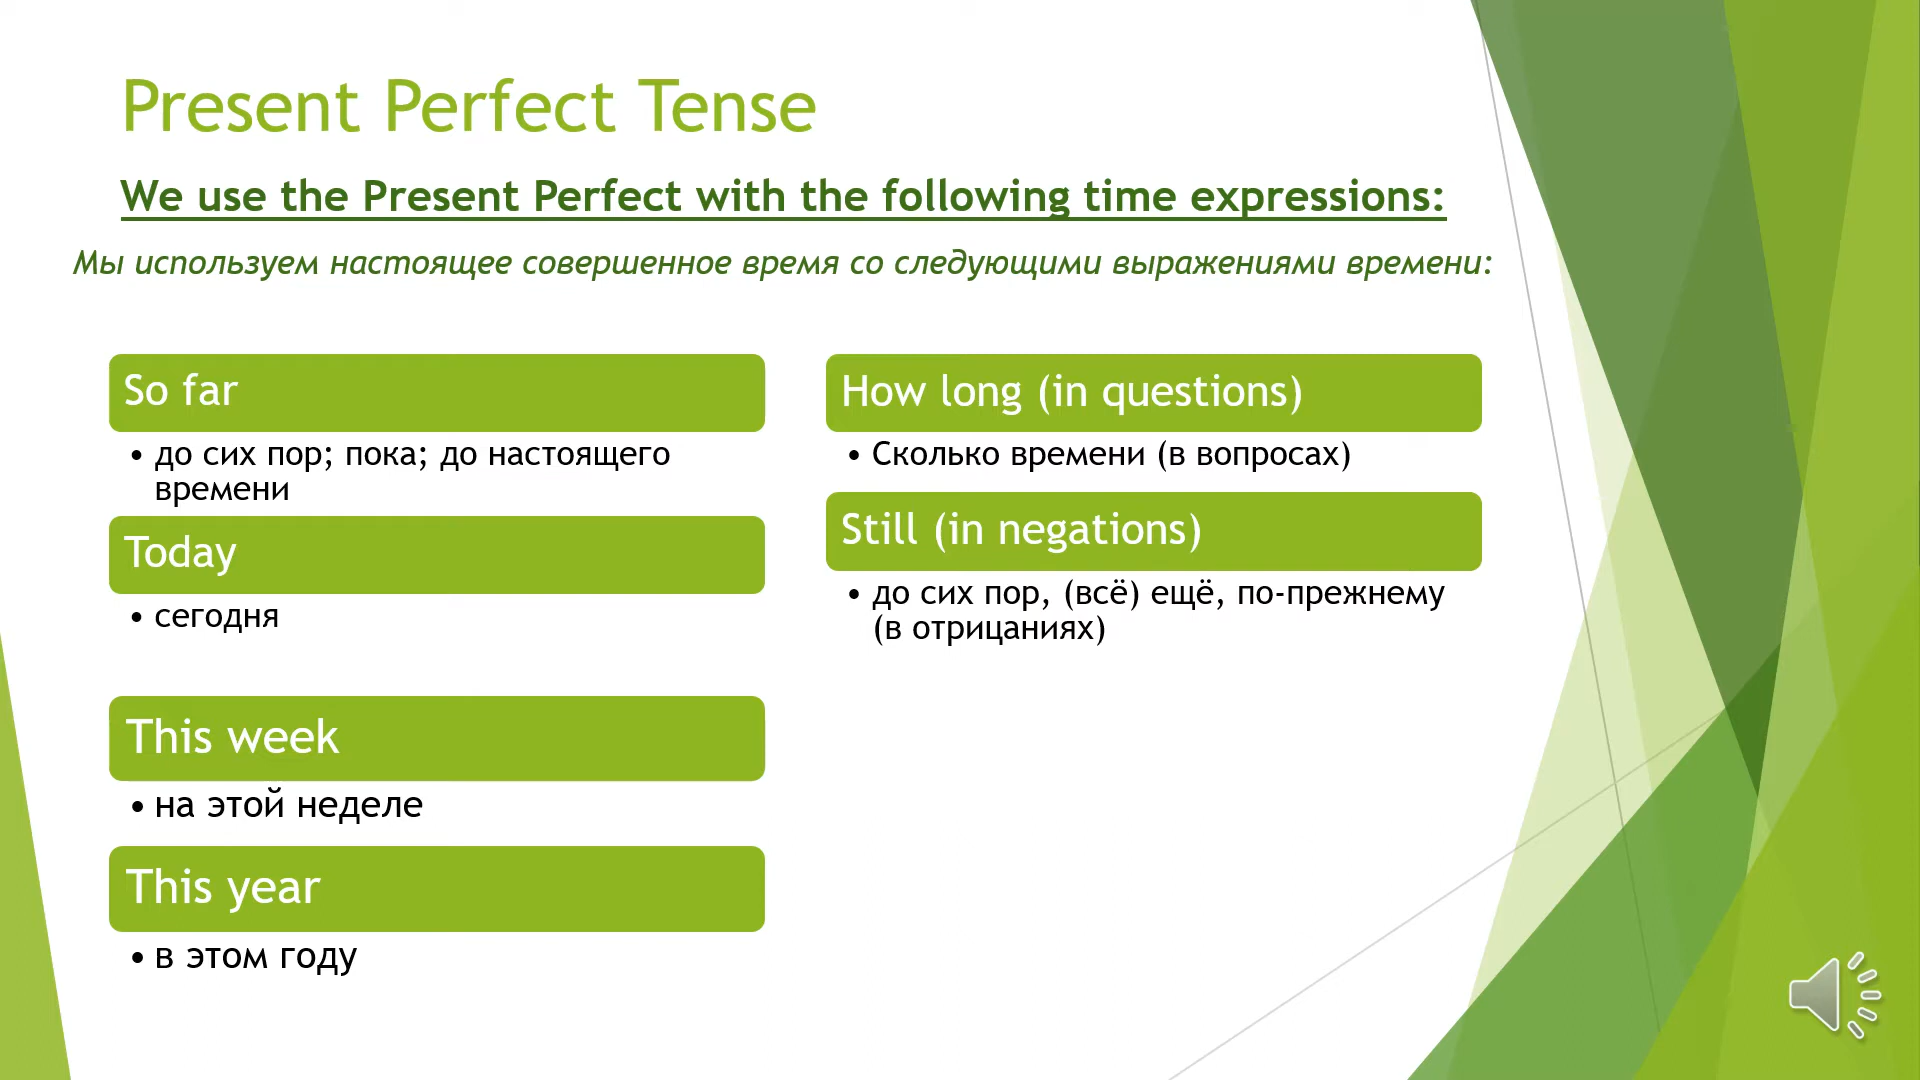 Present Perfect Tense
We use the Present Perfect with the following time expressions:
Мы используем настоящее совершенное время со следующими выражениями времени:
So far
• до сих пор; пока; до настоящего
времени
Today
• сегодня
This week
• на этой неделе
This year
• в этом году
How long (in questions)
• Сколько времени (в вопросах)
Still (in negations)
• до сих пор, (всё) ещё, по-прежнему
(в отрицаниях)